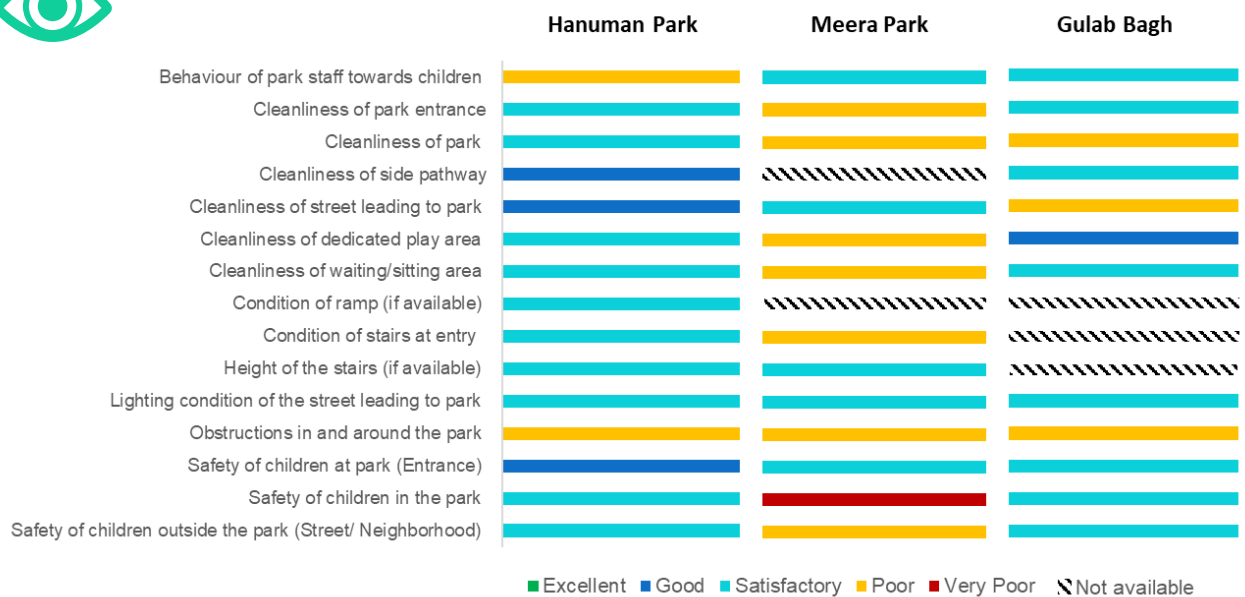 Hanuman Park Meera Park Gulab Bagh
Behaviour of park staff towards children
Cleanliness of park entrance
Cleanliness of park
Cleanliness of side pathway
Cleanliness of street leading to park
Cleanliness of dedicated play area
Cleanliness of waiting/sitting area
Condition of ramp (if available)
Condition of stairs at entry
Height of the stairs (if available)
Lighting condition of the street leading to park
Obstructions in and around the park
Safety of children at park (Entrance)
Safety of children in the park
Safety of children outside the park (Street/ Neighborhood)
Excellent Good Satisfactory Poor Very Poor Not available